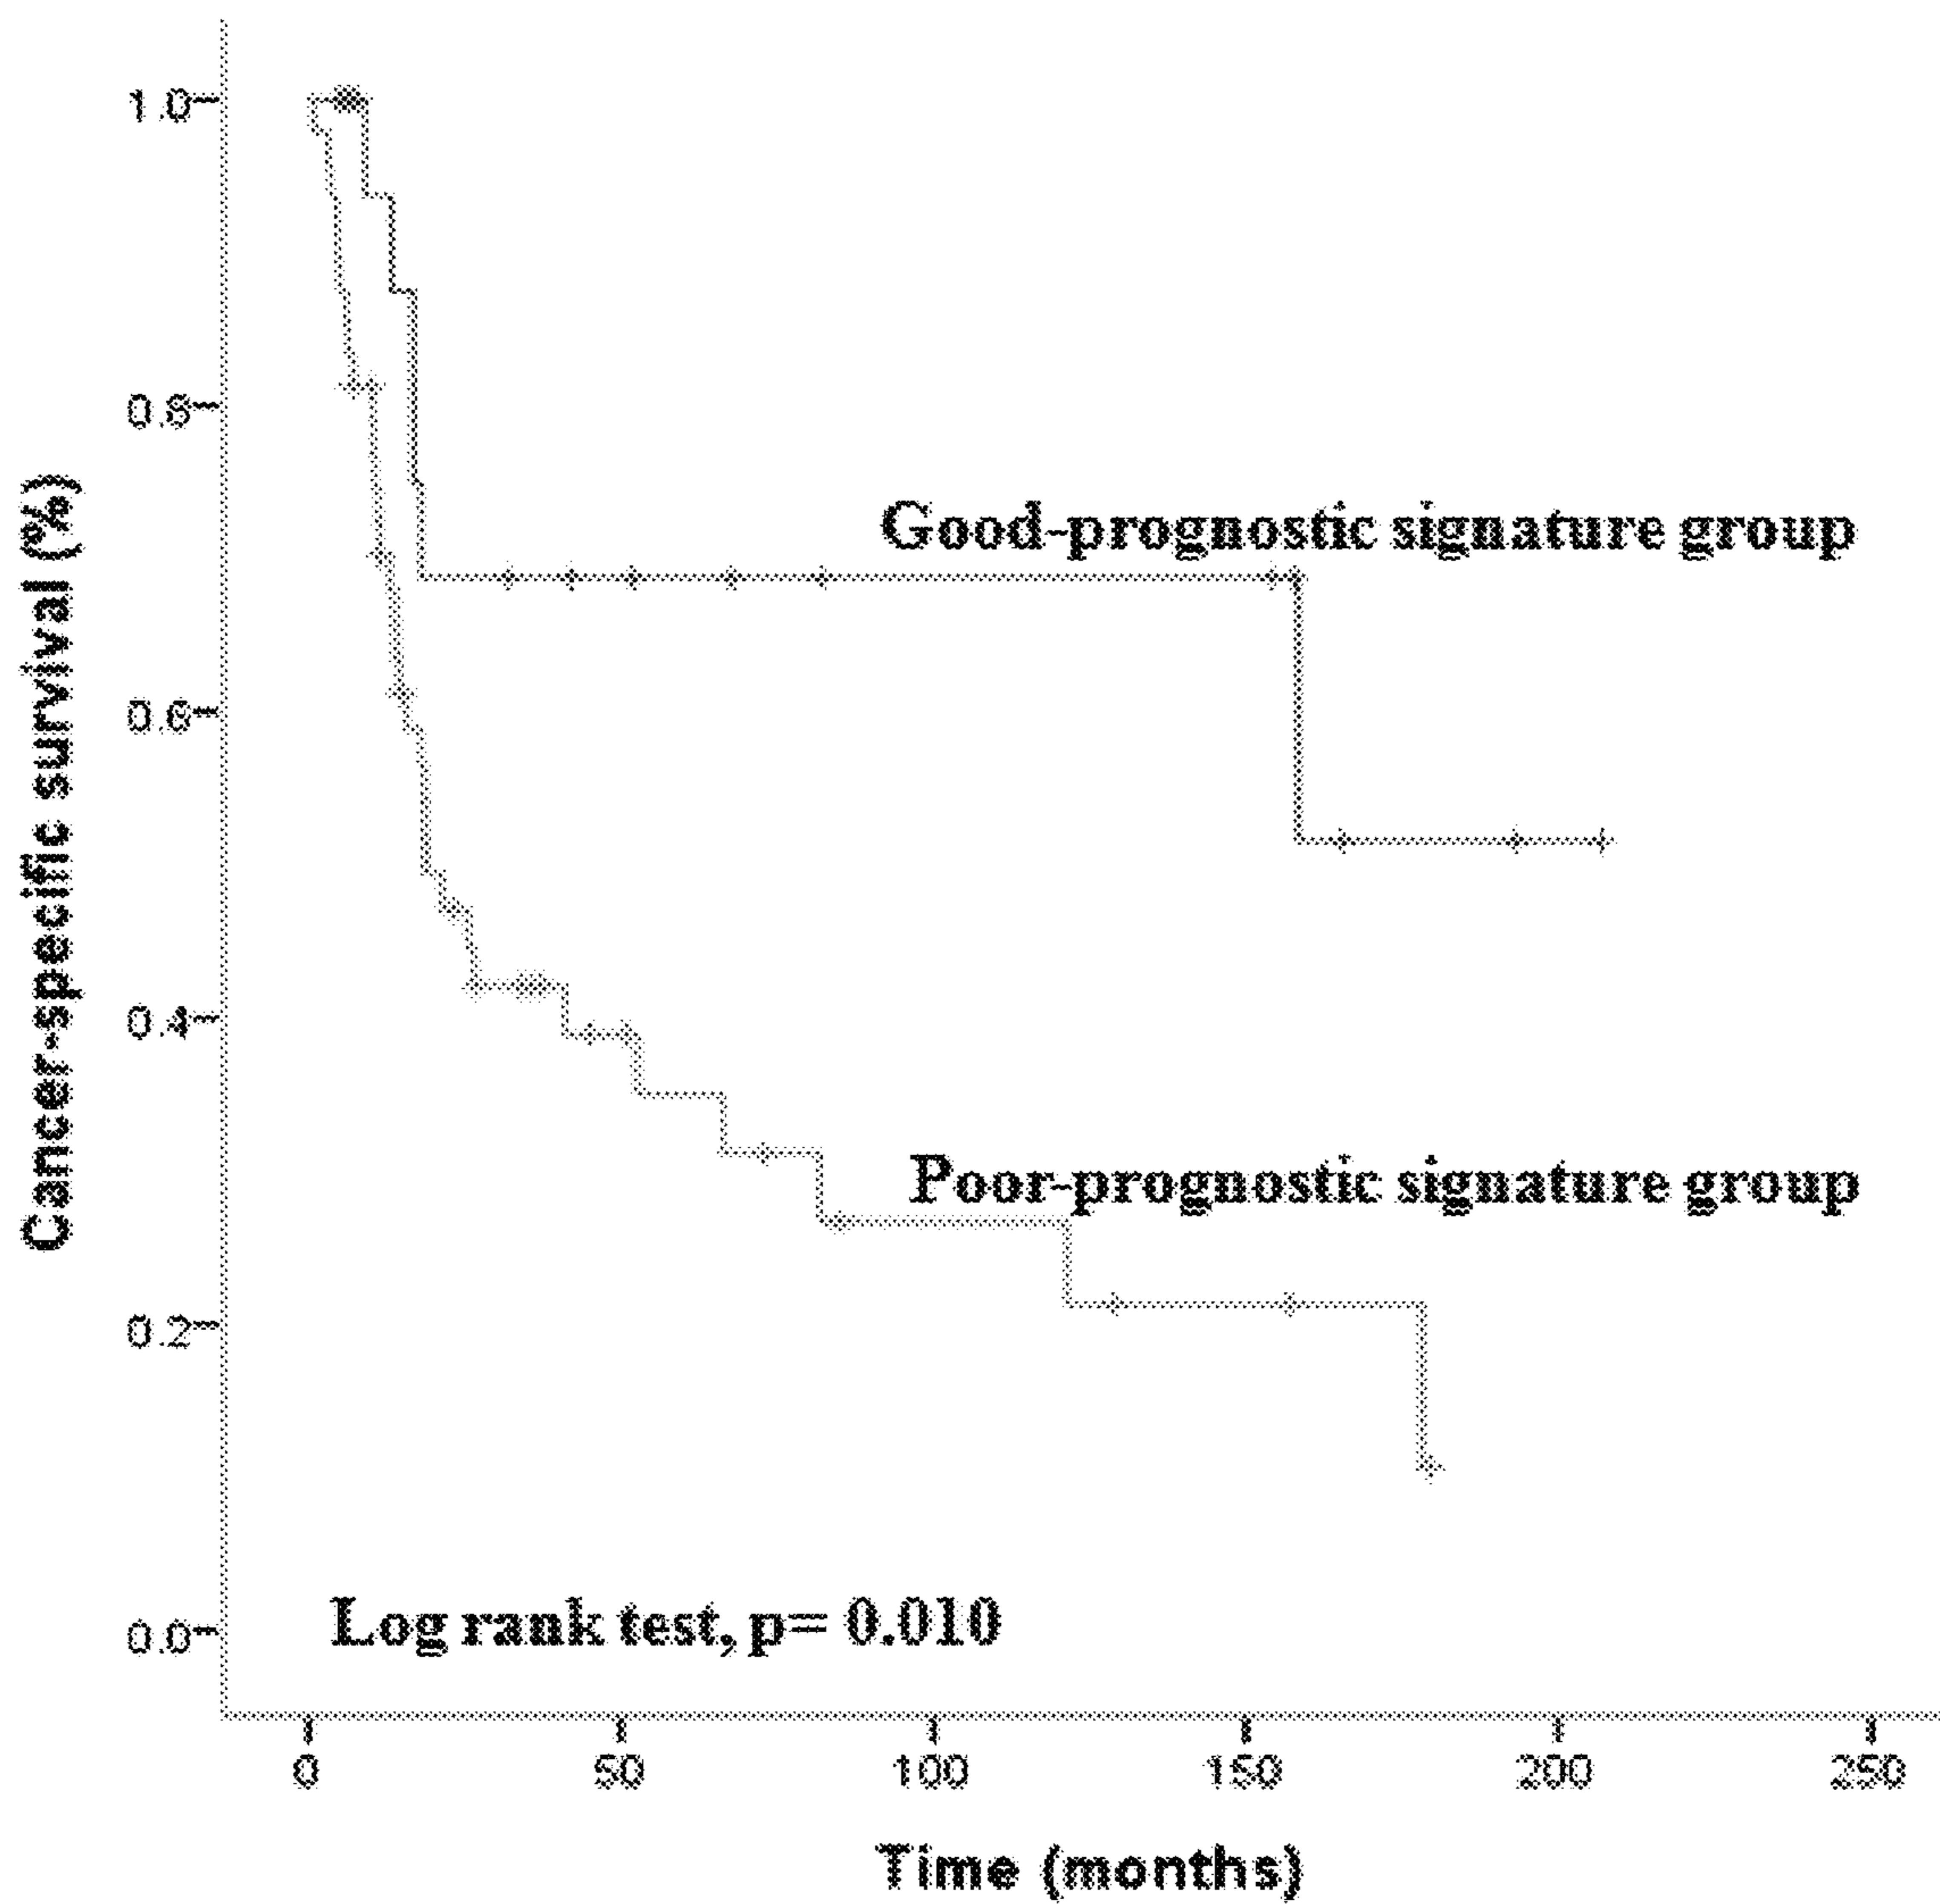 Cancer-specific survival (%)
1.0
0.8
0.6
0.4
0.2
0.0
Good-prognostic signature group
Poor-prognostic signature group
Log rank test, p= 0.010
0 50 100 150 200 250
Time (months)